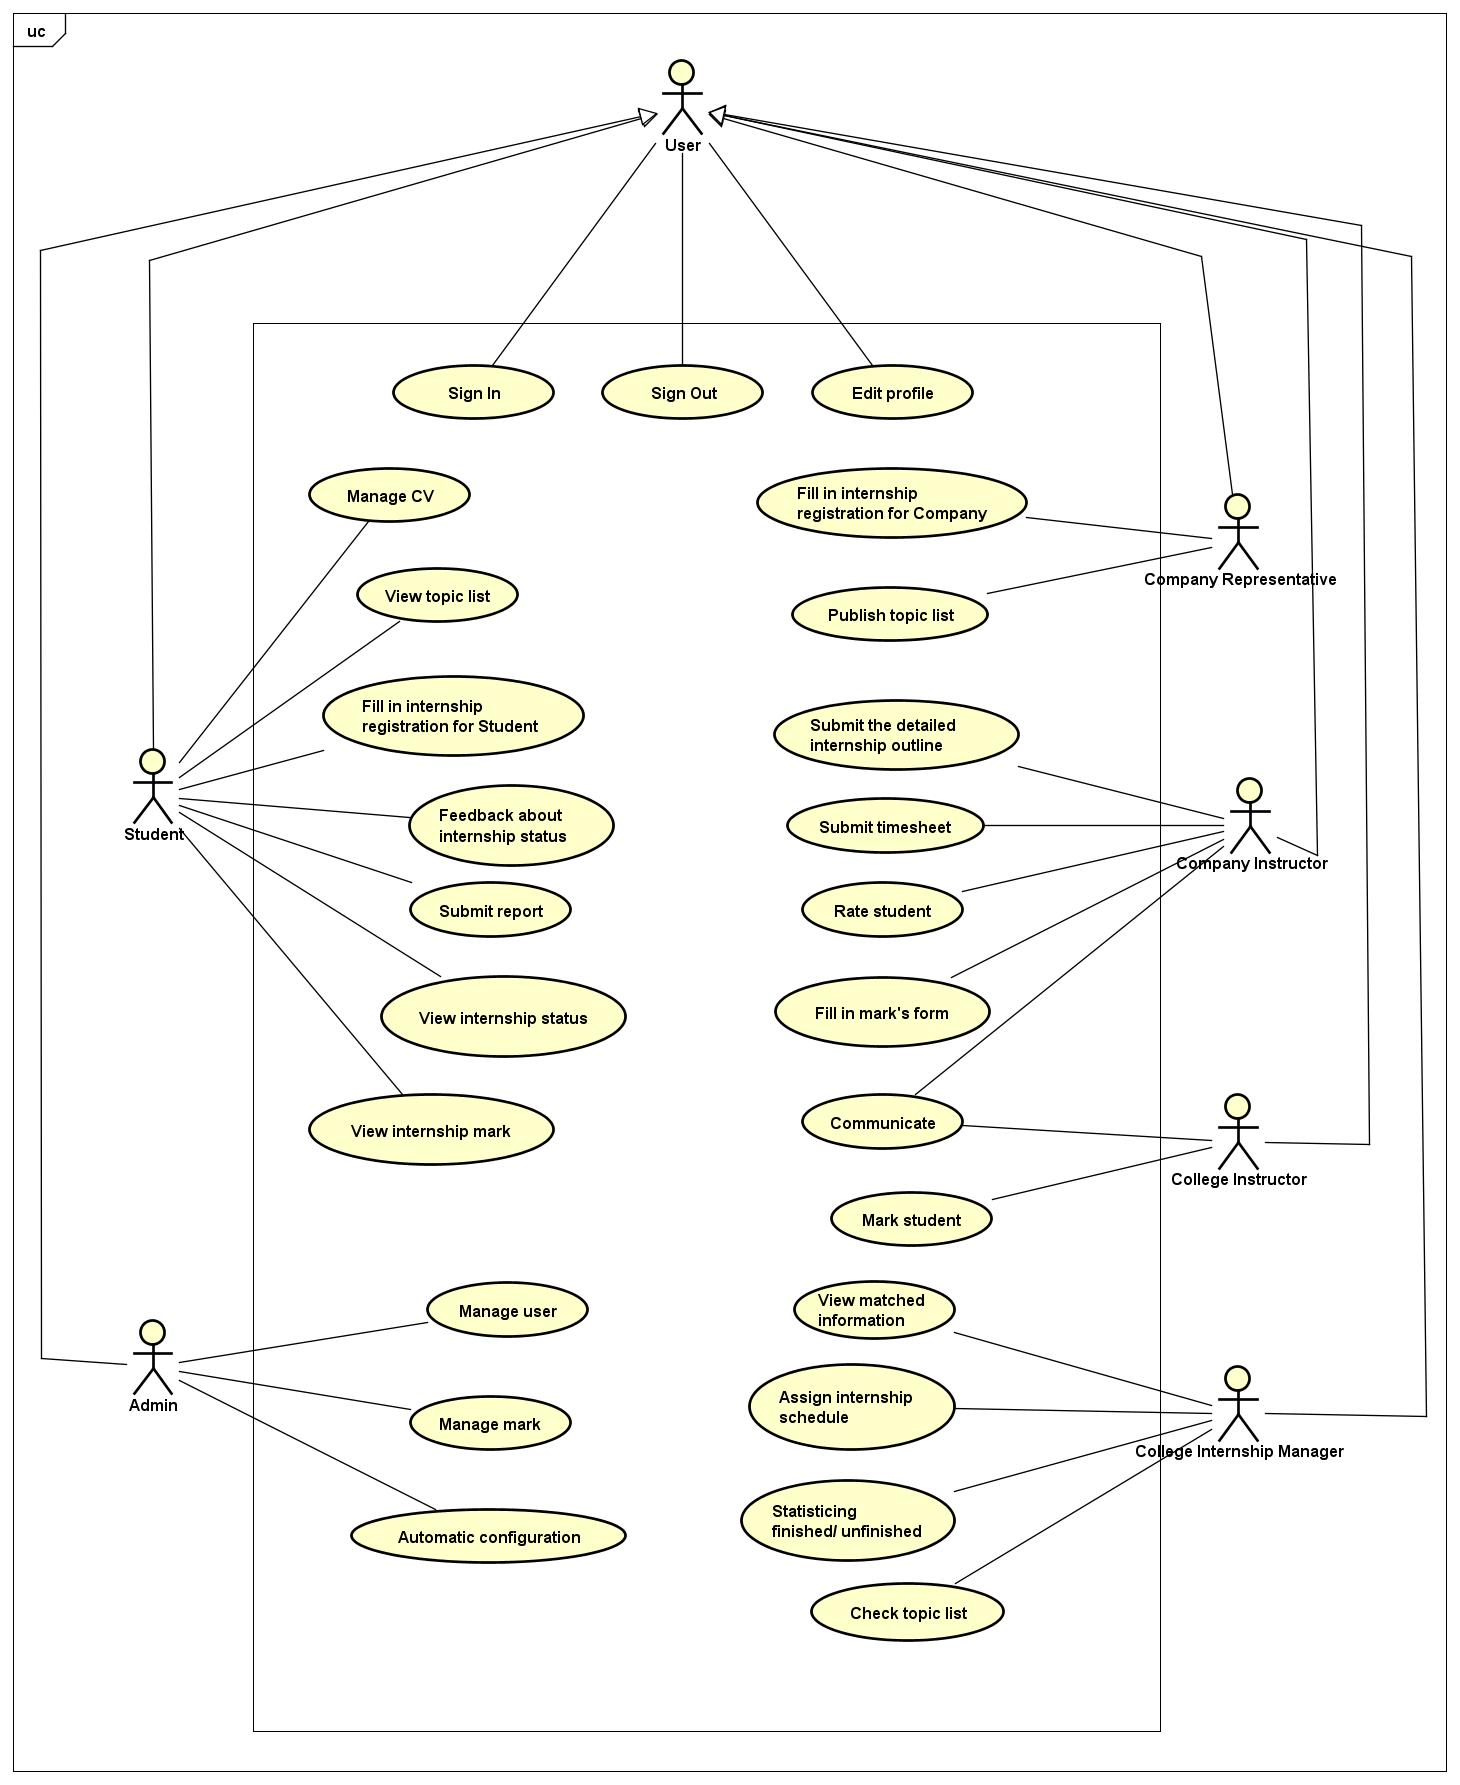 uc
User
Sign In
Sign Out
Edit profile
Manage CV
Fill in internship
registration for Company
Company Representative
View topic list
Publish topic list
Fill in internship
registration for Student
Submit the detailed
internship outline
Student
Feedback about
internship status
Submit timesheet
Company Instructor
Submit report
Rate student
View internship status
Fill in mark's form
View internship mark
Communicate
College Instructor
Mark student
Manage user
View matched
information
Admin
Manage mark
Assign internship
schedule
College Internship Manager
Automatic configuration
Statisticing
finished/ unfinished
Check topic list